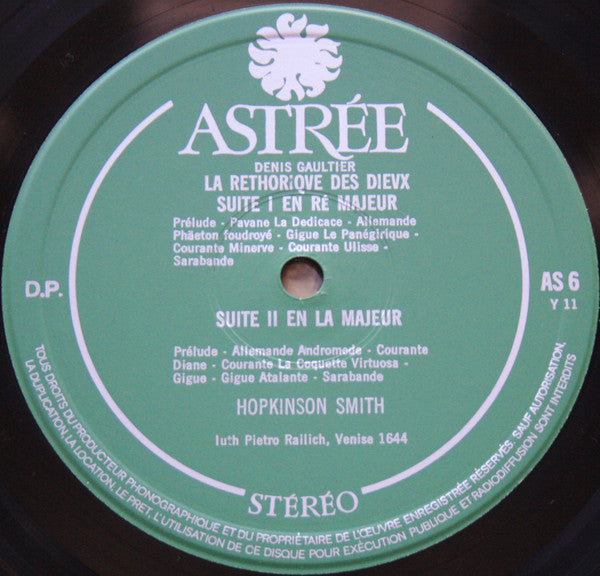 ASTRÉE
DENIS GAULTIER
LA RETHORIQVE DES DIEVX
SUITE I EN RÉ MAJEUR
Prélude - Pavane La Dedicace - Allemande
Phäeton foudroyé - Gigue Le Panégirique -
Courante Minerve - Courante Ulisse -
Sarabande
D.P.
AS 6
Y 11
SUITE II EN LA MAJEUR
Prélude - Allemande Andromode - Courante
Diane - Courante La Coquette Virtuosa -
Gigue - Gigue Atalante - Sarabande
HOPKINSON SMITH
luth Pietro Railich, Venise 1644
STÉRÉO
TOUS DROITS DU PRODUCTEUR PHONOGRAPHIQUE ET DU PROPRIÉTAIRE DE L'ŒUVRE ENREGISTRÉE RÉSERVÉS. SAUF AUTORISATION,
LA DUPLICATION, LA LOCATION, LE PRET, L'UTILISATION DE CE DISQUE POUR EXÉCUTION PUBLIQUE ET RADIODIFFUSION SONT INTERDITS